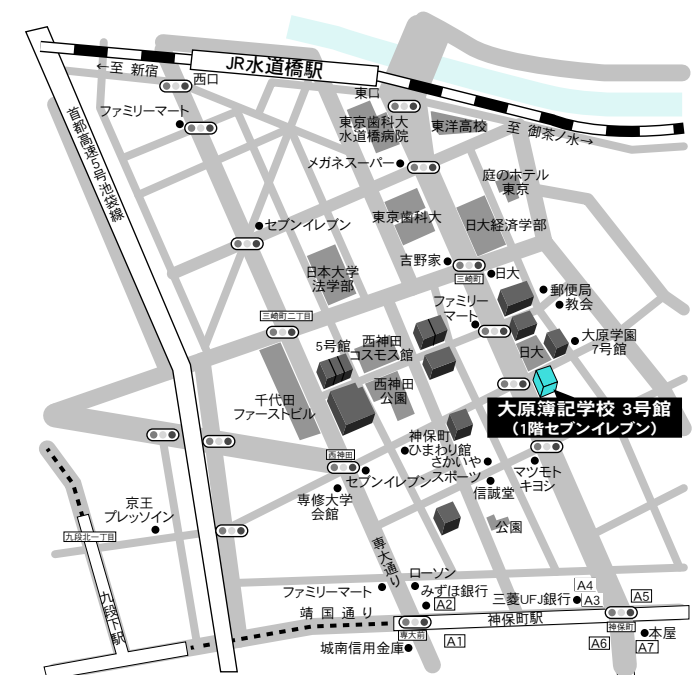 JR水道橋駅
←至 新宿
西口
東口
ファミリーマート
首都高速5号池袋線
東京歯科大
水道橋病院
東洋高校
至 御茶ノ水→
メガネスーパー
庭のホテル
東京
東京歯科大
日大経済学部
セブンイレブン
日本大学
法学部
吉野家
三崎町
日大
郵便局
教会
ファミリー
マート
三崎町二丁目
5号館
西神田
コスモス館
日大
大原学園
7号館
千代田
ファーストビル
西神田
公園
大原簿記学校 3号館
(1階セブンイレブン)
神保町
ひまわり館
さかいや
スポーツ
西神田
セブンイレブン
マツモト
キヨシ
信誠堂
専修大学
会館
京王
プレッソイン
公園
九段北一丁目
専大通り
九段下駅
ローソン
ファミリーマート
みずほ銀行
A2
三菱UFJ銀行
A4
A3
A5
靖国通り
神保町駅
専大前
神保町
A1
A6
A7
本屋
城南信用金庫